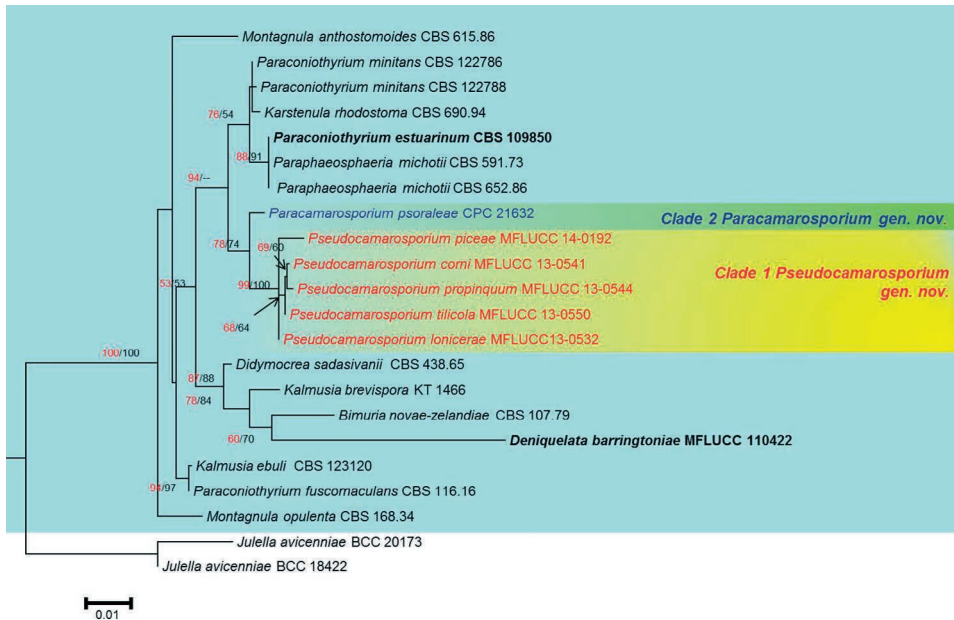 Montagnula anthostomoides CBS 615.86
Paraconiothyrium minitans CBS 122786
Paraconiothyrium minitans CBS 122788
76/54
Karstenula rhodostoma CBS 690.94
Paraconiothyrium estuarinum CBS 109850
88/91
Paraphaeosphaeria michotii CBS 591.73
94/--
Paraphaeosphaeria michotii CBS 652.86
Paracamarosporium psoraleae CPC 21632
Clade 2 Paracamarosporium gen. nov.
78/74
69/60
Pseudocamarosporium piceae MFLUCC 14-0192
Pseudocamarosporium corni MFLUCC 13-0541
Clade 1 Pseudocamarosporium
gen. nov.
53/53
99/100
Pseudocamarosporium propinquum MFLUCC 13-0544
Pseudocamarosporium tilicola MFLUCC 13-0550
68/64
Pseudocamarosporium lonicerae MFLUCC13-0532
100/100
Didymocrea sadasivanii CBS 438.65
87/88
Kalmusia brevispora KT 1466
78/84
Bimuria novae-zelandiae CBS 107.79
60/70
Deniquelata barringtoniae MFLUCC 110422
Kalmusia ebuli CBS 123120
94/97
Paraconiothyrium fuscomaculans CBS 116.16
Montagnula opulenta CBS 168.34
Julella avicenniae BCC 20173
Julella avicenniae BCC 18422
0.01